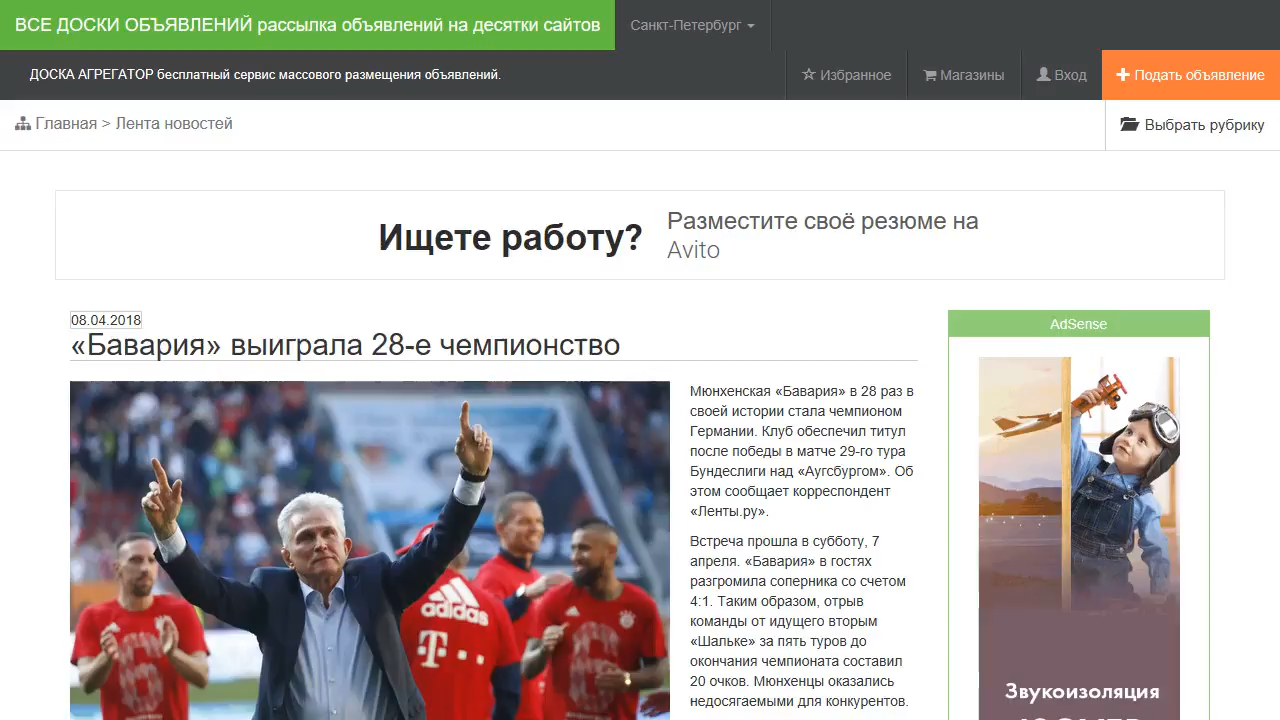 ВСЕ ДОСКИ ОБЪЯВЛЕНИЙ рассылка объявлений на десятки сайтов
Санкт-Петербург
ДОСКА АГРЕГАТОР бесплатный сервис массового размещения объявлений.
Избранное
Магазины
Вход
Подать объявление
Главная > Лента новостей
Выбрать рубрику
Ищете работу?
Разместите своё резюме на
Avito
08.04.2018
«Бавария» выиграла 28-е чемпионство
Мюнхенская «Бавария» в 28 раз в
своей истории стала чемпионом
Германии. Клуб обеспечил титул
после победы в матче 29-го тура
Бундеслиги над «Аугсбургом». Об
этом сообщает корреспондент
«Ленты.ру».
Встреча прошла в субботу, 7
апреля. «Бавария» в гостях
разгромила соперника со счетом
4:1. Таким образом, отрыв
команды от идущего вторым
«Шальке» за пять туров до
окончания чемпионата составил
20 очков. Мюнхенцы оказались
недосягаемыми для конкурентов.
adidas
T
AdSense
Звукоизоляция